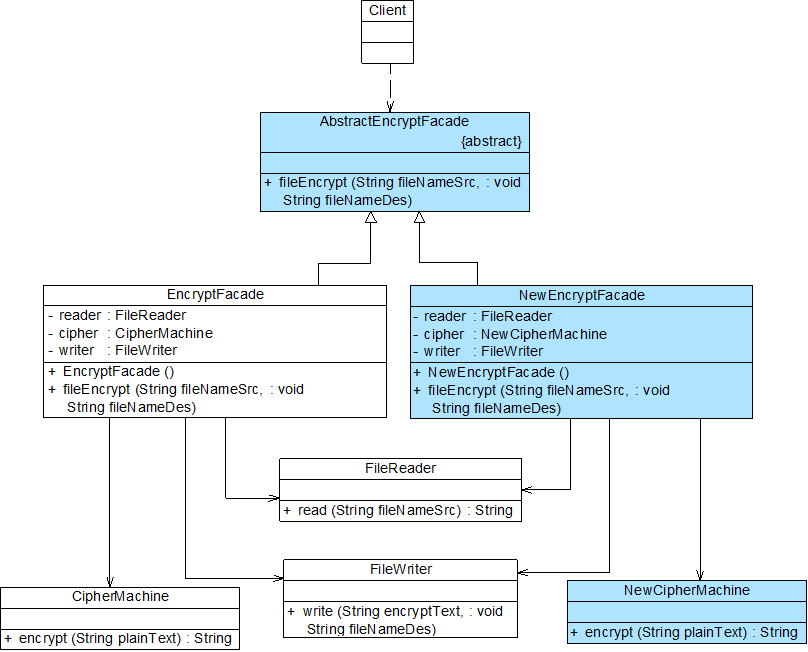 Client
AbstractEncryptFacade
{abstract}
+ fileEncrypt (String fileNameSrc, : void
String fileNameDes)
EncryptFacade
- reader : FileReader
- cipher : CipherMachine
- writer : FileWriter
+ EncryptFacade ()
+ fileEncrypt (String fileNameSrc, : void
String fileNameDes)
NewEncryptFacade
- reader : FileReader
- cipher : NewCipherMachine
- writer : FileWriter
+ NewEncryptFacade ()
+ fileEncrypt (String fileNameSrc, : void
String fileNameDes)
FileReader
+ read (String fileNameSrc) : String
FileWriter
+ write (String encryptText, : void
String fileNameDes)
CipherMachine
+ encrypt (String plainText) : String
NewCipherMachine
+ encrypt (String plainText) : String